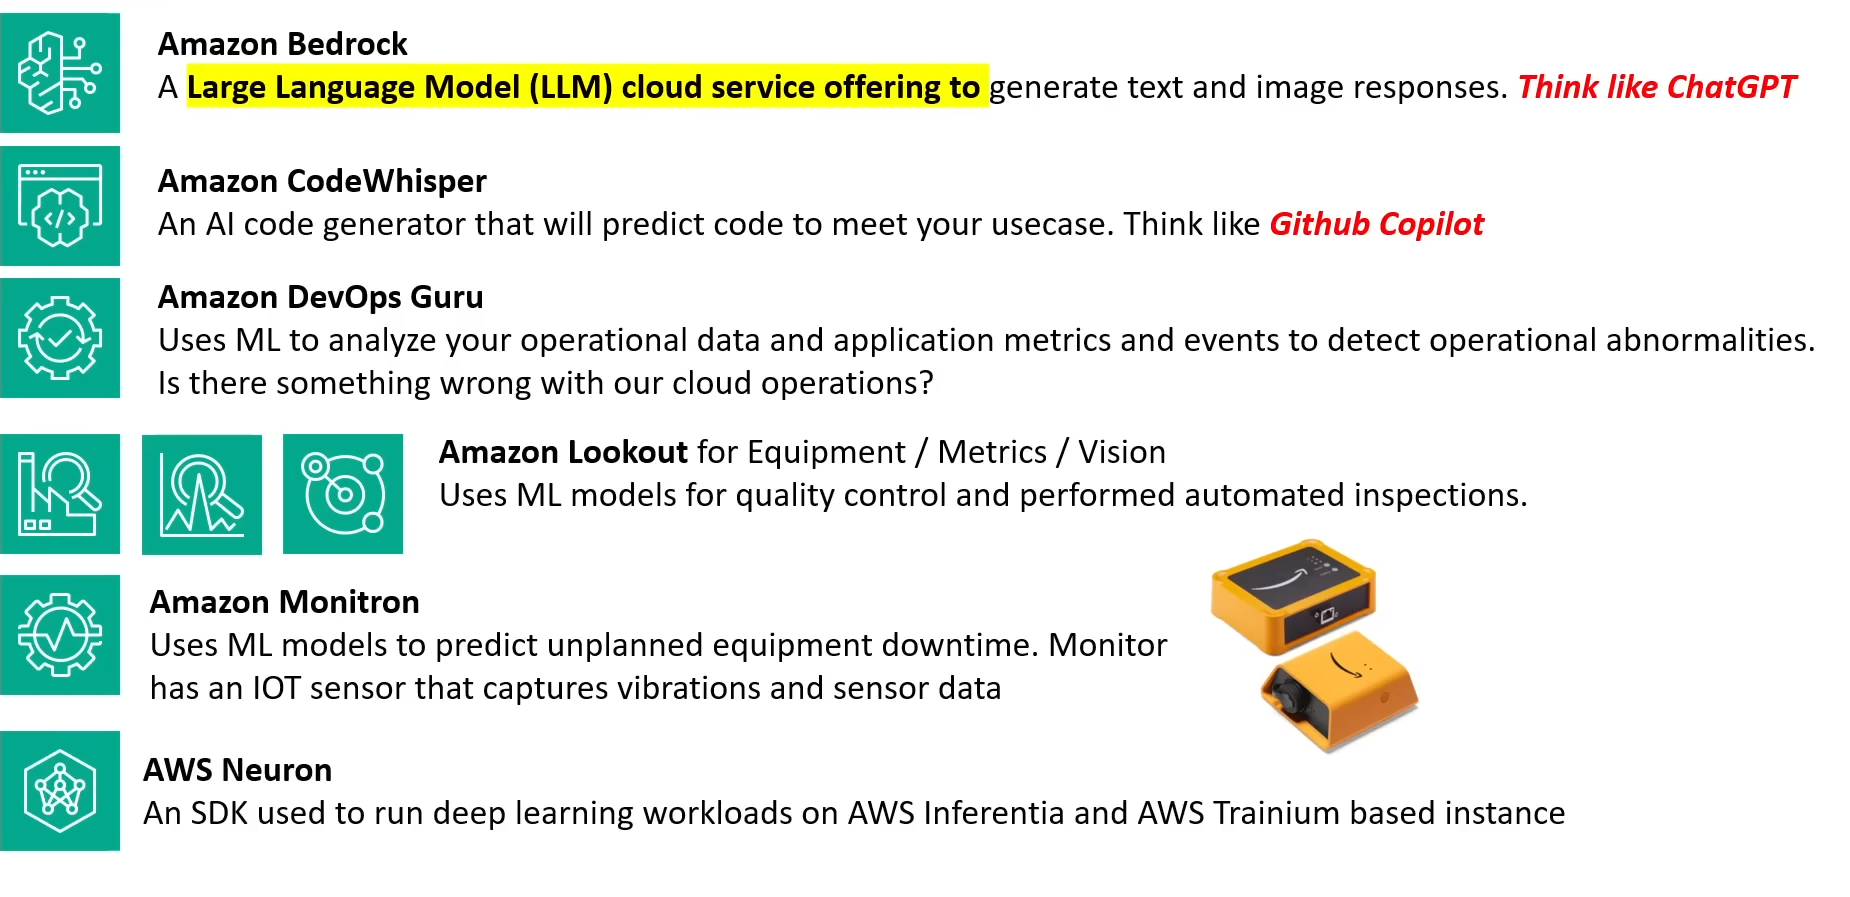 Amazon Bedrock
A Large Language Model (LLM) cloud service offering to generate text and image responses. Think like ChatGPT
Amazon CodeWhisper
An AI code generator that will predict code to meet your usecase. Think like Github Copilot
Amazon DevOps Guru
Uses ML to analyze your operational data and application metrics and events to detect operational abnormalities.
Is there something wrong with our cloud operations?
Amazon Lookout for Equipment / Metrics / Vision
Uses ML models for quality control and performed automated inspections.
Amazon Monitron
Uses ML models to predict unplanned equipment downtime. Monitor
has an IOT sensor that captures vibrations and sensor data
AWS Neuron
An SDK used to run deep learning workloads on AWS Inferentia and AWS Trainium based instance